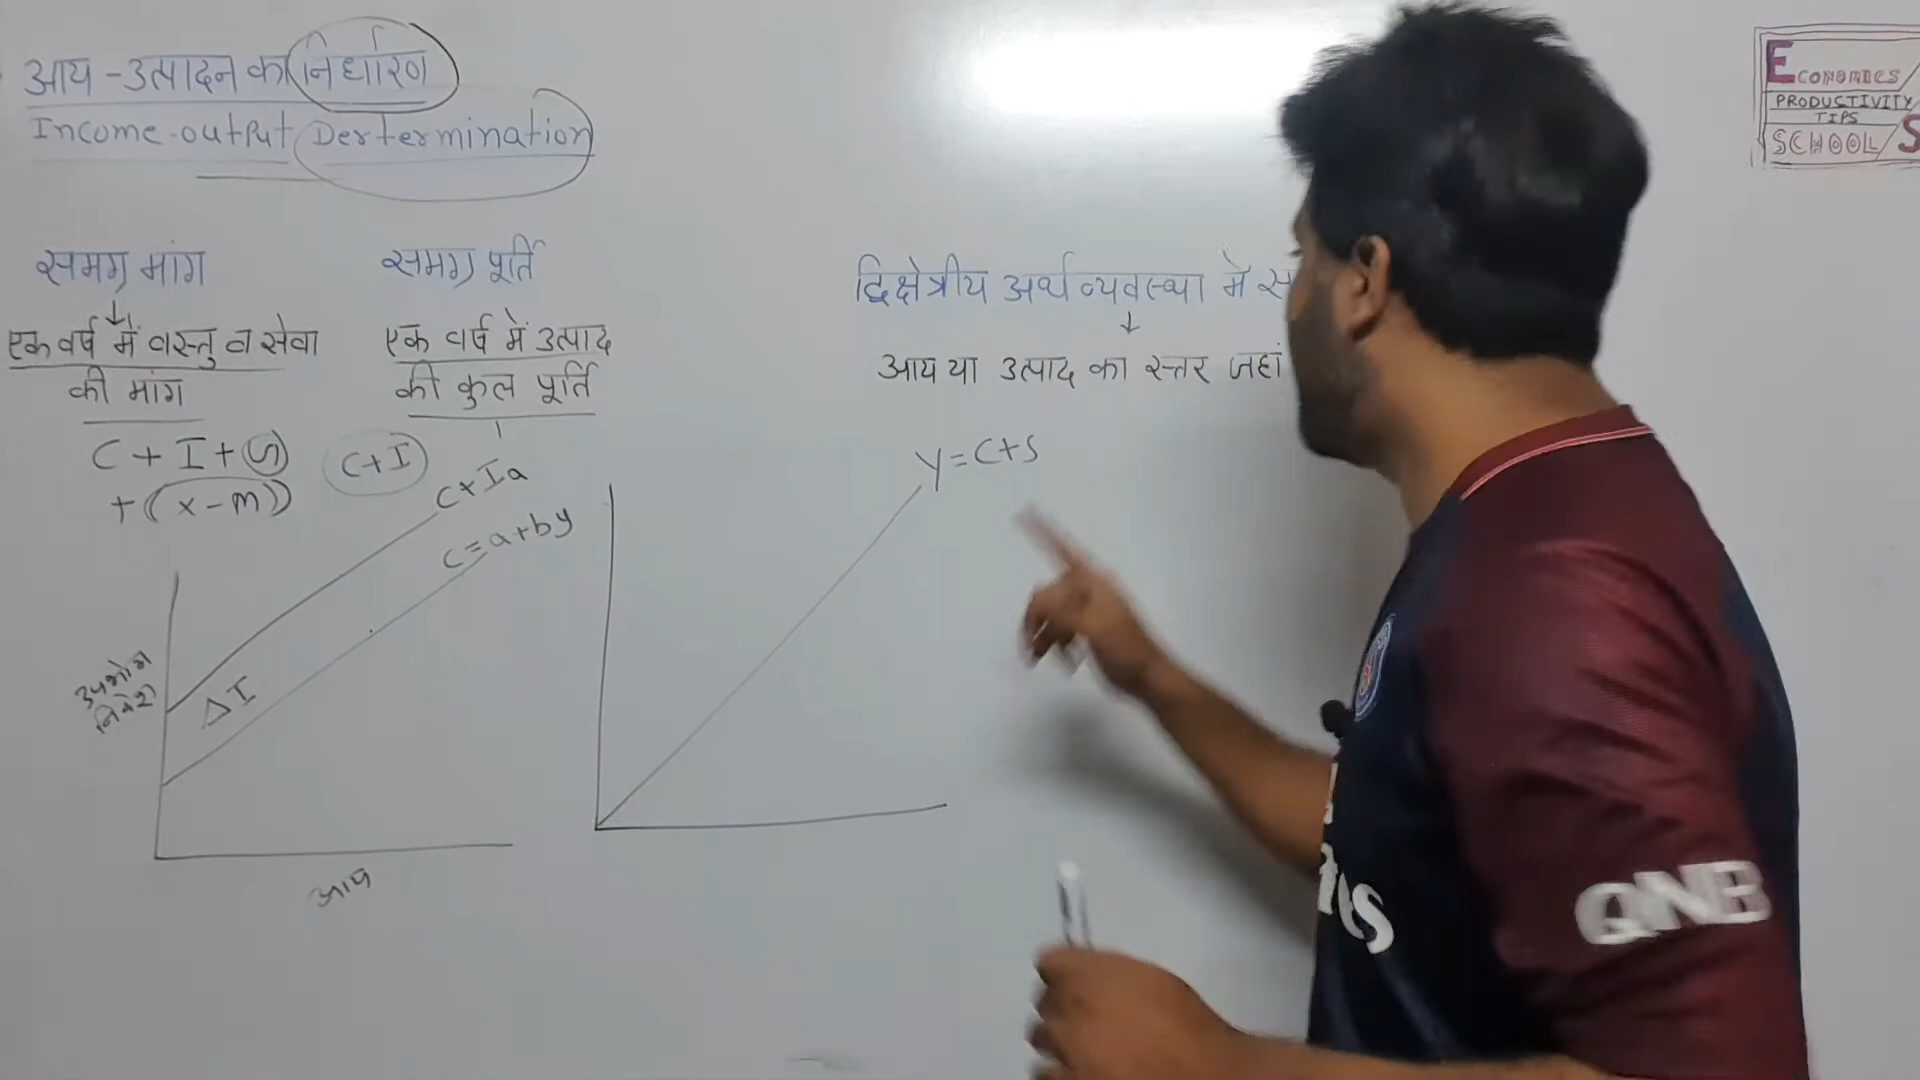 आय-उत्पादन का निर्धारण
Income-output Dertermination
समग्र मांग
↓
एक वर्ष में वस्तु व सेवा
की मांग
C + I + G
+ (x-m)
C+I
समग्र पूर्ति
एक वर्ष में उत्पाद
की कुल पूर्ति
C+Ia
C=a+by
उपभोग
निवेश
ΔI
आय
द्विक्षेत्रीय अर्थव्यवस्था में स
↓
आय या उत्पाद का स्तर जहां
y=C+S
ECONOMICS
PRODUCTIVITY
TIPS
SCHOOL S
QNB